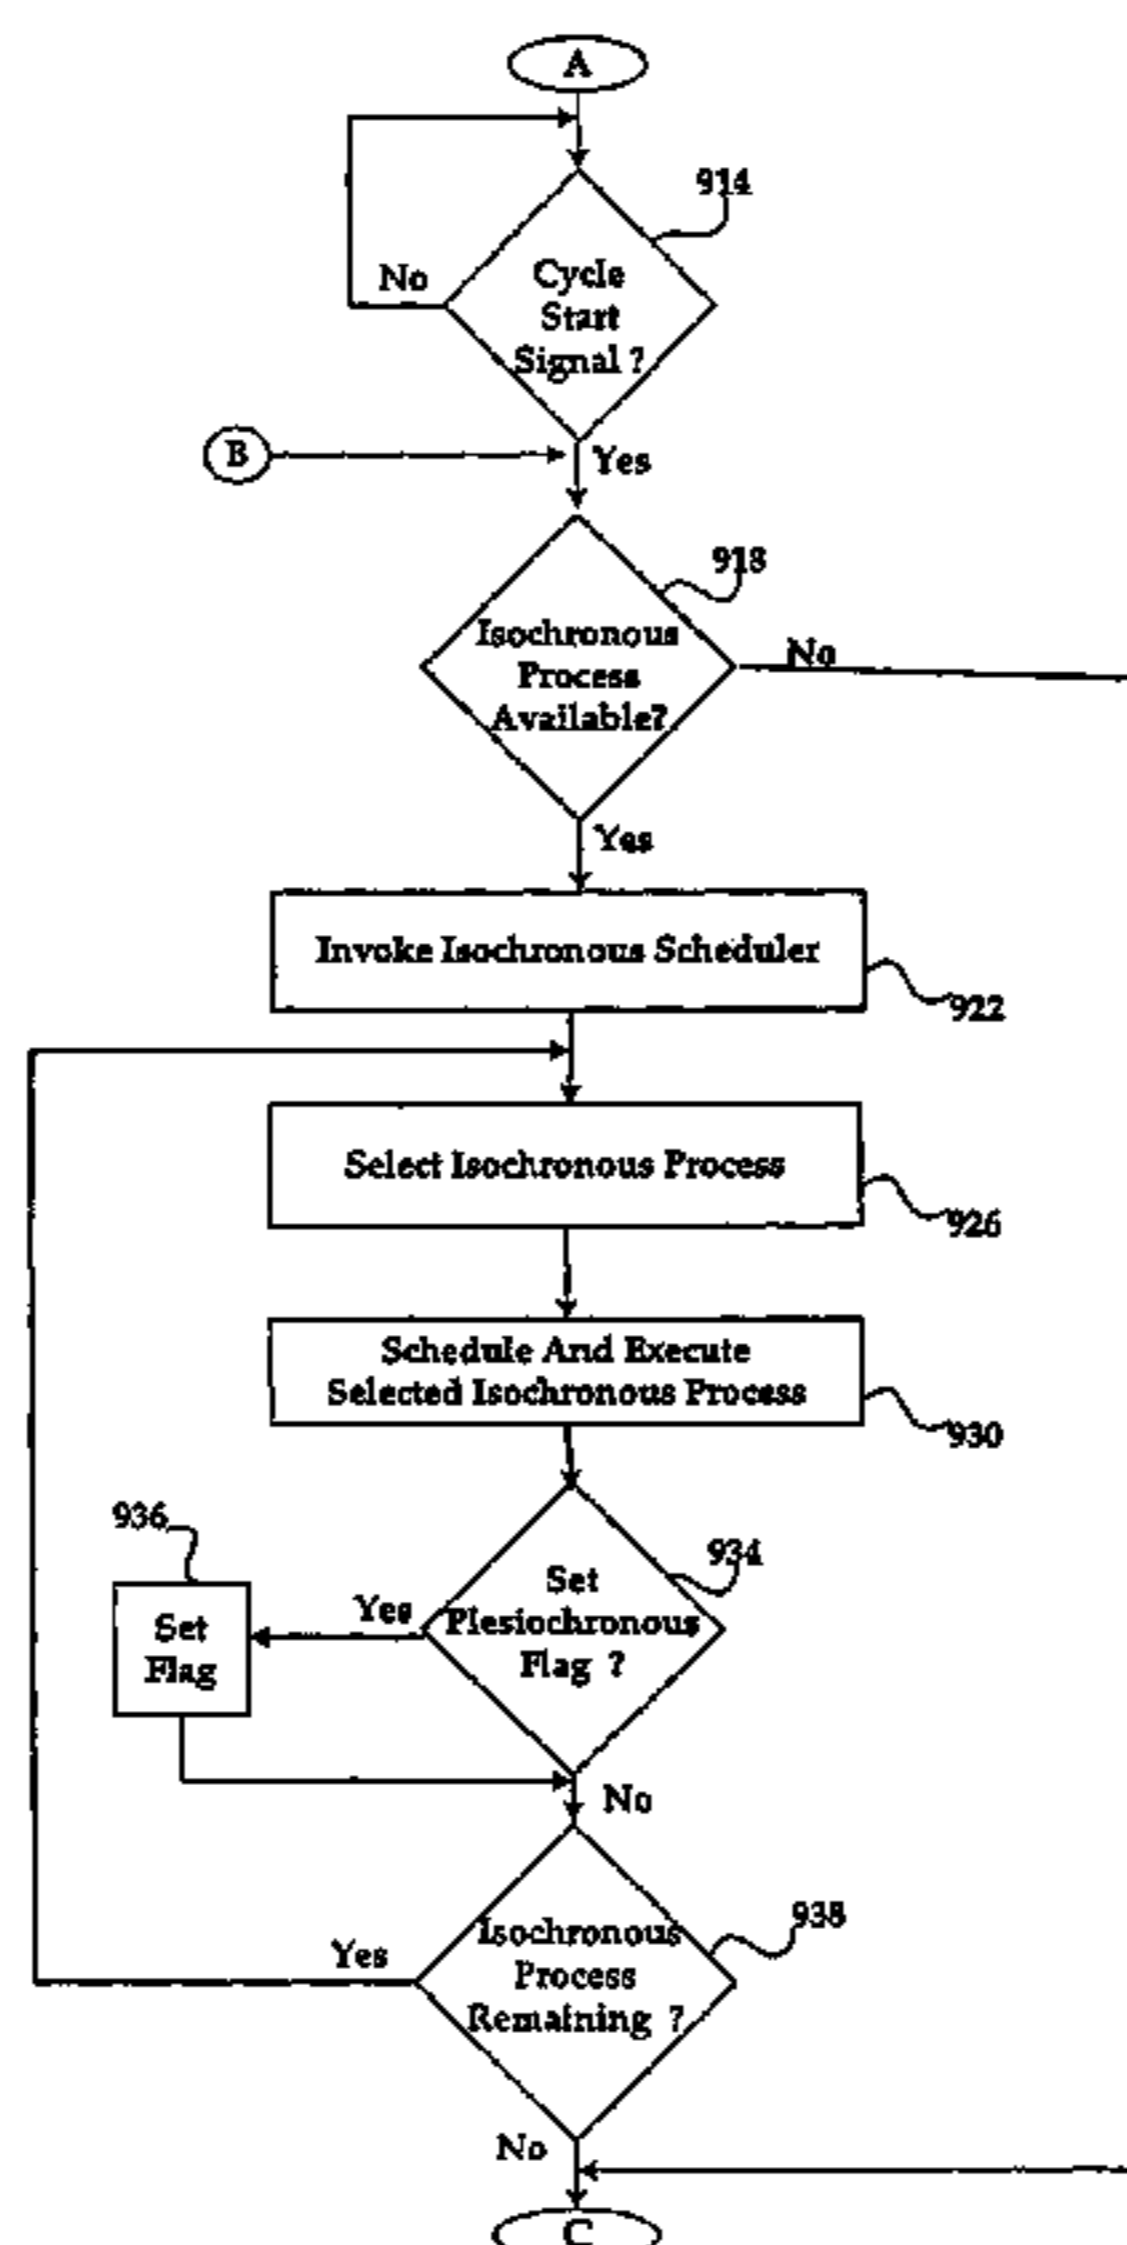 A
914
Cycle
Start
Signal ?
No
B
Yes
918
Isochronous
Process
Available?
No
Yes
Invoke Isochronous Scheduler
922
Select Isochronous Process
926
Schedule And Execute
Selected Isochronous Process
930
936
Set
Flag
Yes
934
Set
Plesiochronous
Flag ?
No
938
Isochronous
Process
Remaining ?
Yes
No
C